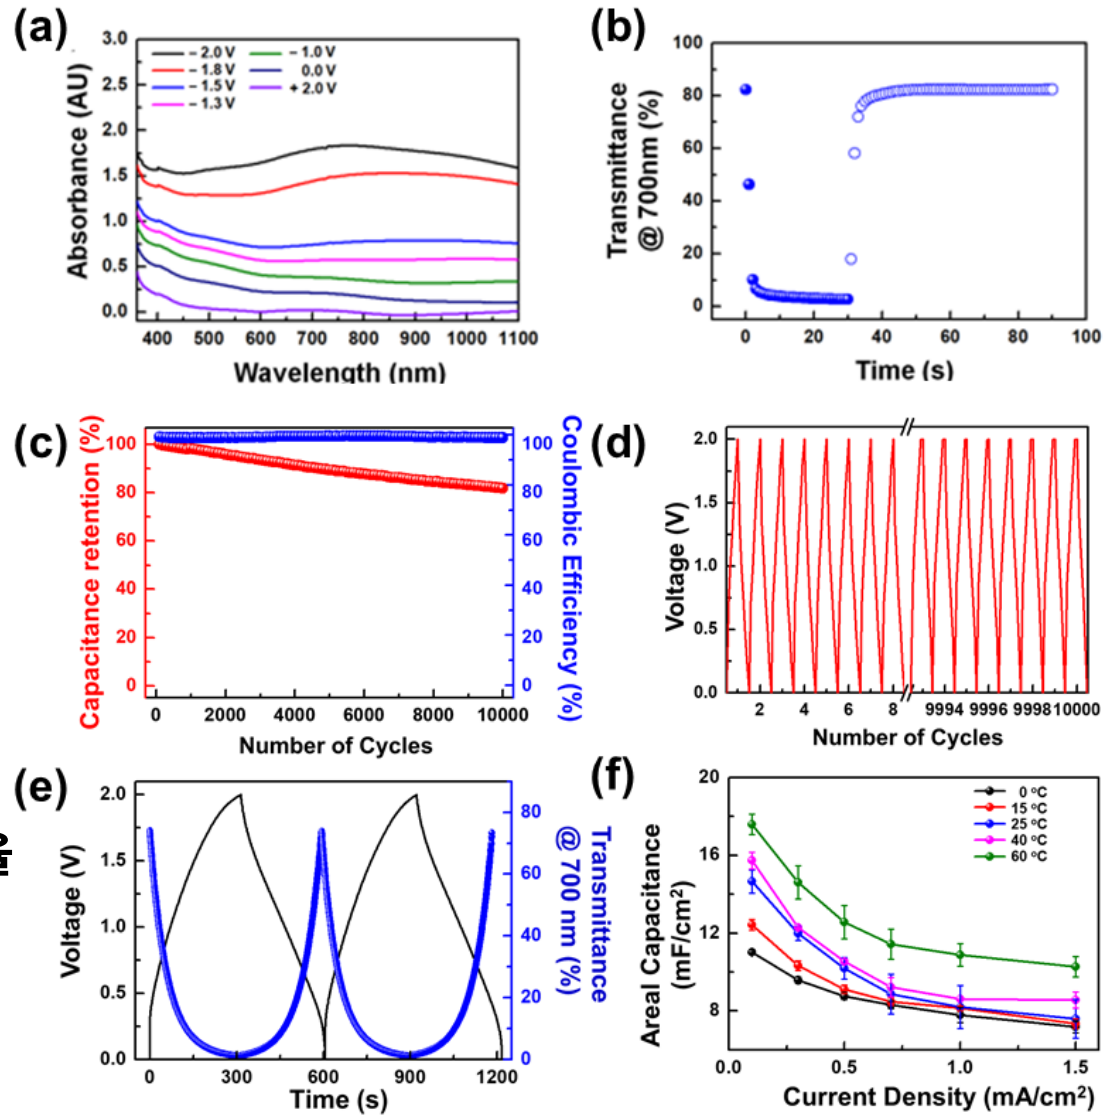 (a)
3.0
2.5
2.0
1.5
1.0
0.5
0.0
Absorbance (AU)
– 2.0 V
– 1.8 V
– 1.5 V
– 1.3 V
– 1.0 V
0.0 V
+ 2.0 V
400 500 600 700 800 900 1000 1100
Wavelength (nm)
(b)
100
80
60
40
20
0
Transmittance
@ 700nm (%)
0 20 40 60 80 100
Time (s)
(c)
100
80
60
40
20
0
Capacitance retention (%)
100
80
60
40
20
0
Coulombic Efficiency (%)
0 2000 4000 6000 8000 10000
Number of Cycles
(d)
2.0
1.5
1.0
0.5
0.0
Voltage (V)
2 4 6 8 9994 9996 9998 10000
Number of Cycles
(e)
2.0
1.5
1.0
0.5
0.0
Voltage (V)
80
60
40
20
0
Transmittance
@ 700 nm (%)
0 300 600 900 1200
Time (s)
(f)
20
16
12
8
Areal Capacitance
(mF/cm²)
0 °C
15 °C
25 °C
40 °C
60 °C
0.0 0.5 1.0 1.5
Current Density (mA/cm²)